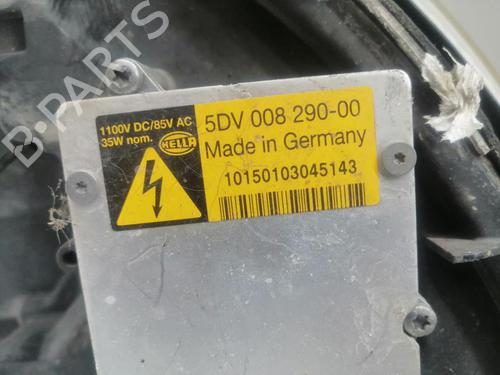 B-PARTS
1100V DC/85V AC
35W nom.
HELLA
5DV 008 290-00
Made in Germany
10150103045143